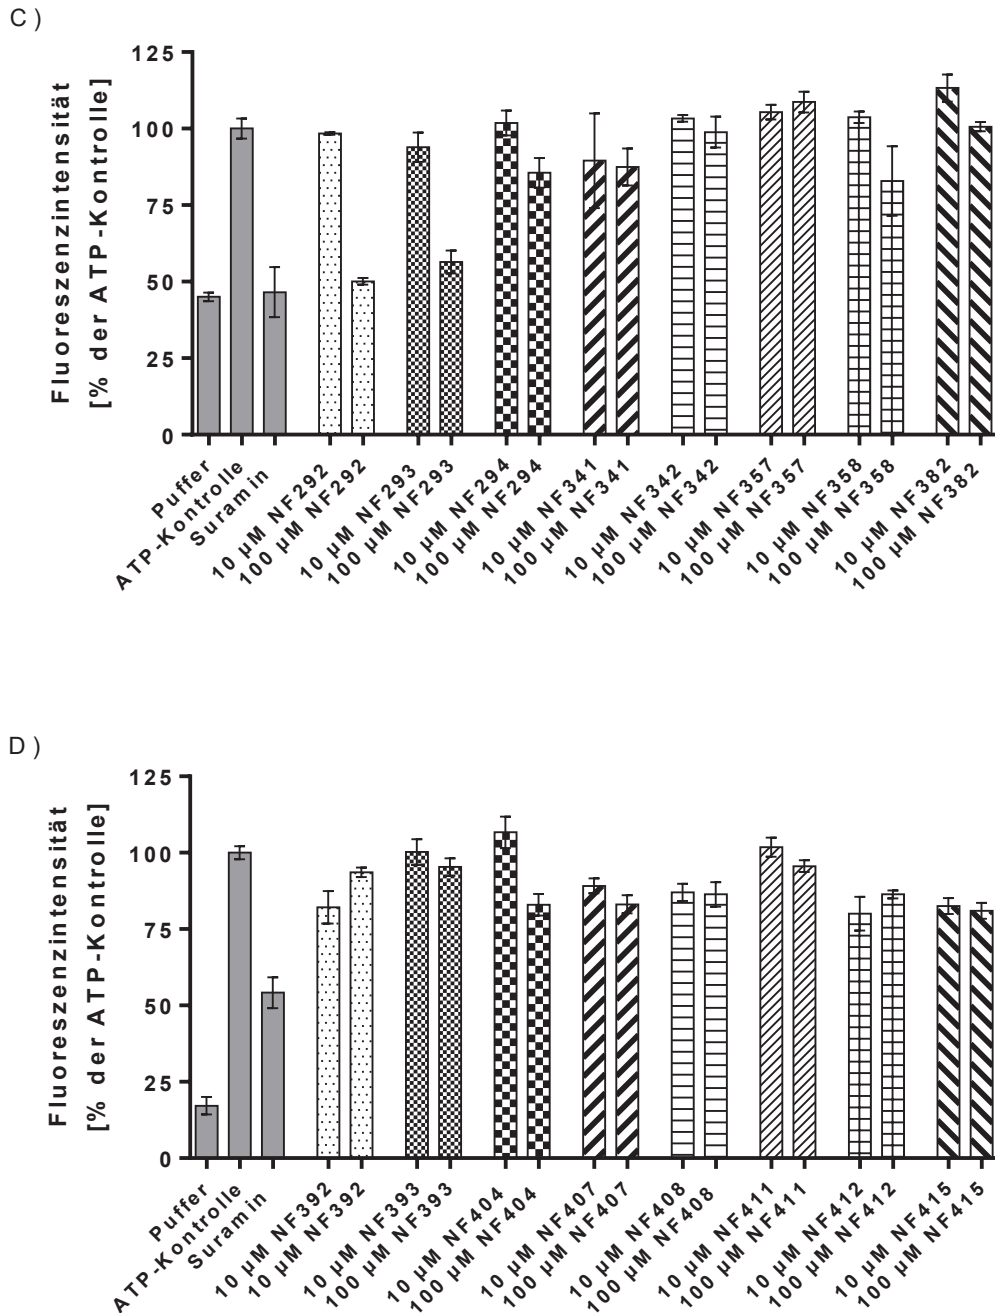 C )
Fluoreszenzintensität
[% der ATP-Kontrolle]
125
100
75
50
25
0
Puffer
ATP-Kontrolle
Suramin
10 µM NF292
100 µM NF292
10 µM NF293
100 µM NF293
10 µM NF294
100 µM NF294
10 µM NF341
100 µM NF341
10 µM NF342
100 µM NF342
10 µM NF357
100 µM NF357
10 µM NF358
100 µM NF358
10 µM NF382
100 µM NF382
D )
Fluoreszenzintensität
[% der ATP-Kontrolle]
125
100
75
50
25
0
Puffer
ATP-Kontrolle
Suramin
10 µM NF392
10 µM NF392
10 µM NF393
100 µM NF393
10 µM NF404
100 µM NF404
10 µM NF407
100 µM NF407
10 µM NF408
100 µM NF408
10 µM NF411
100 µM NF411
10 µM NF412
100 µM NF412
10 µM NF415
100 µM NF415